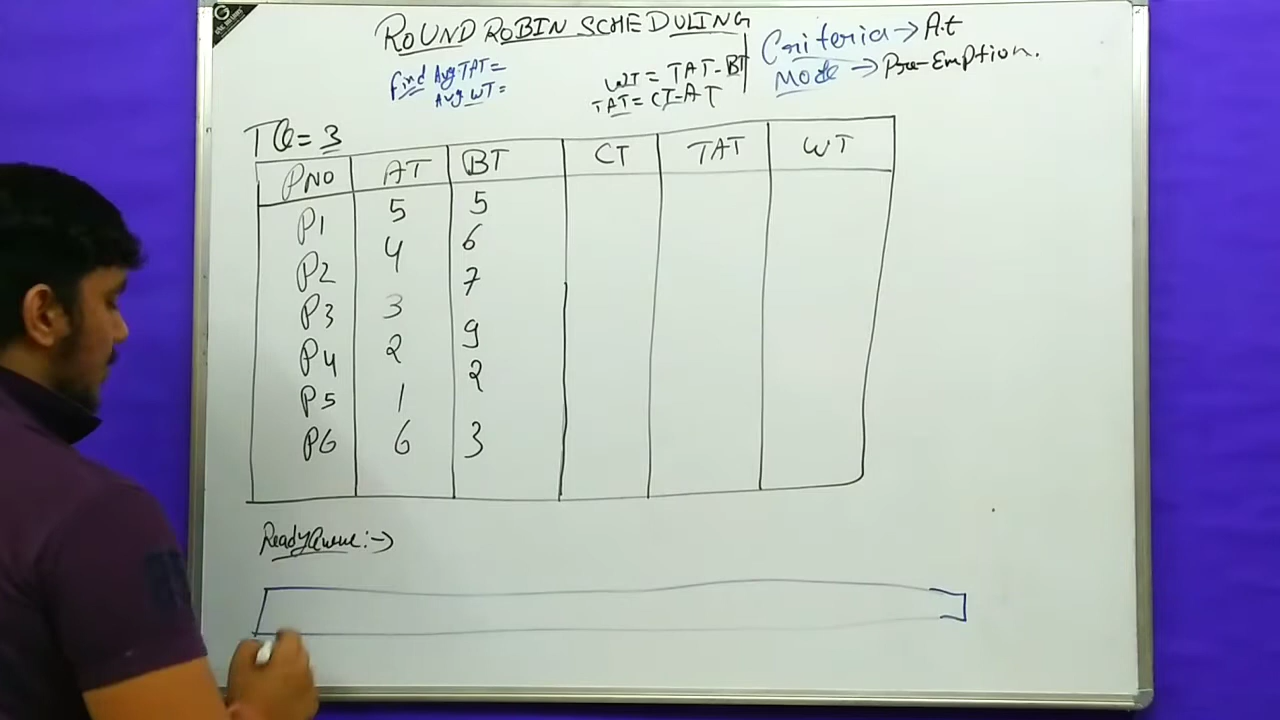 ROUND ROBIN SCHEDULING
Criteria → A.t
Mode → Pre-Emption.
Find Avg.TAT=
Avg.WT=
WT = TAT-BT
TAT = CT-AT
TQ=3
PNO AT BT CT TAT WT
P1 5 5
P2 4 6
P3 3 7
P4 2 9
P5 1 2
P6 6 3
ReadyQueue:→